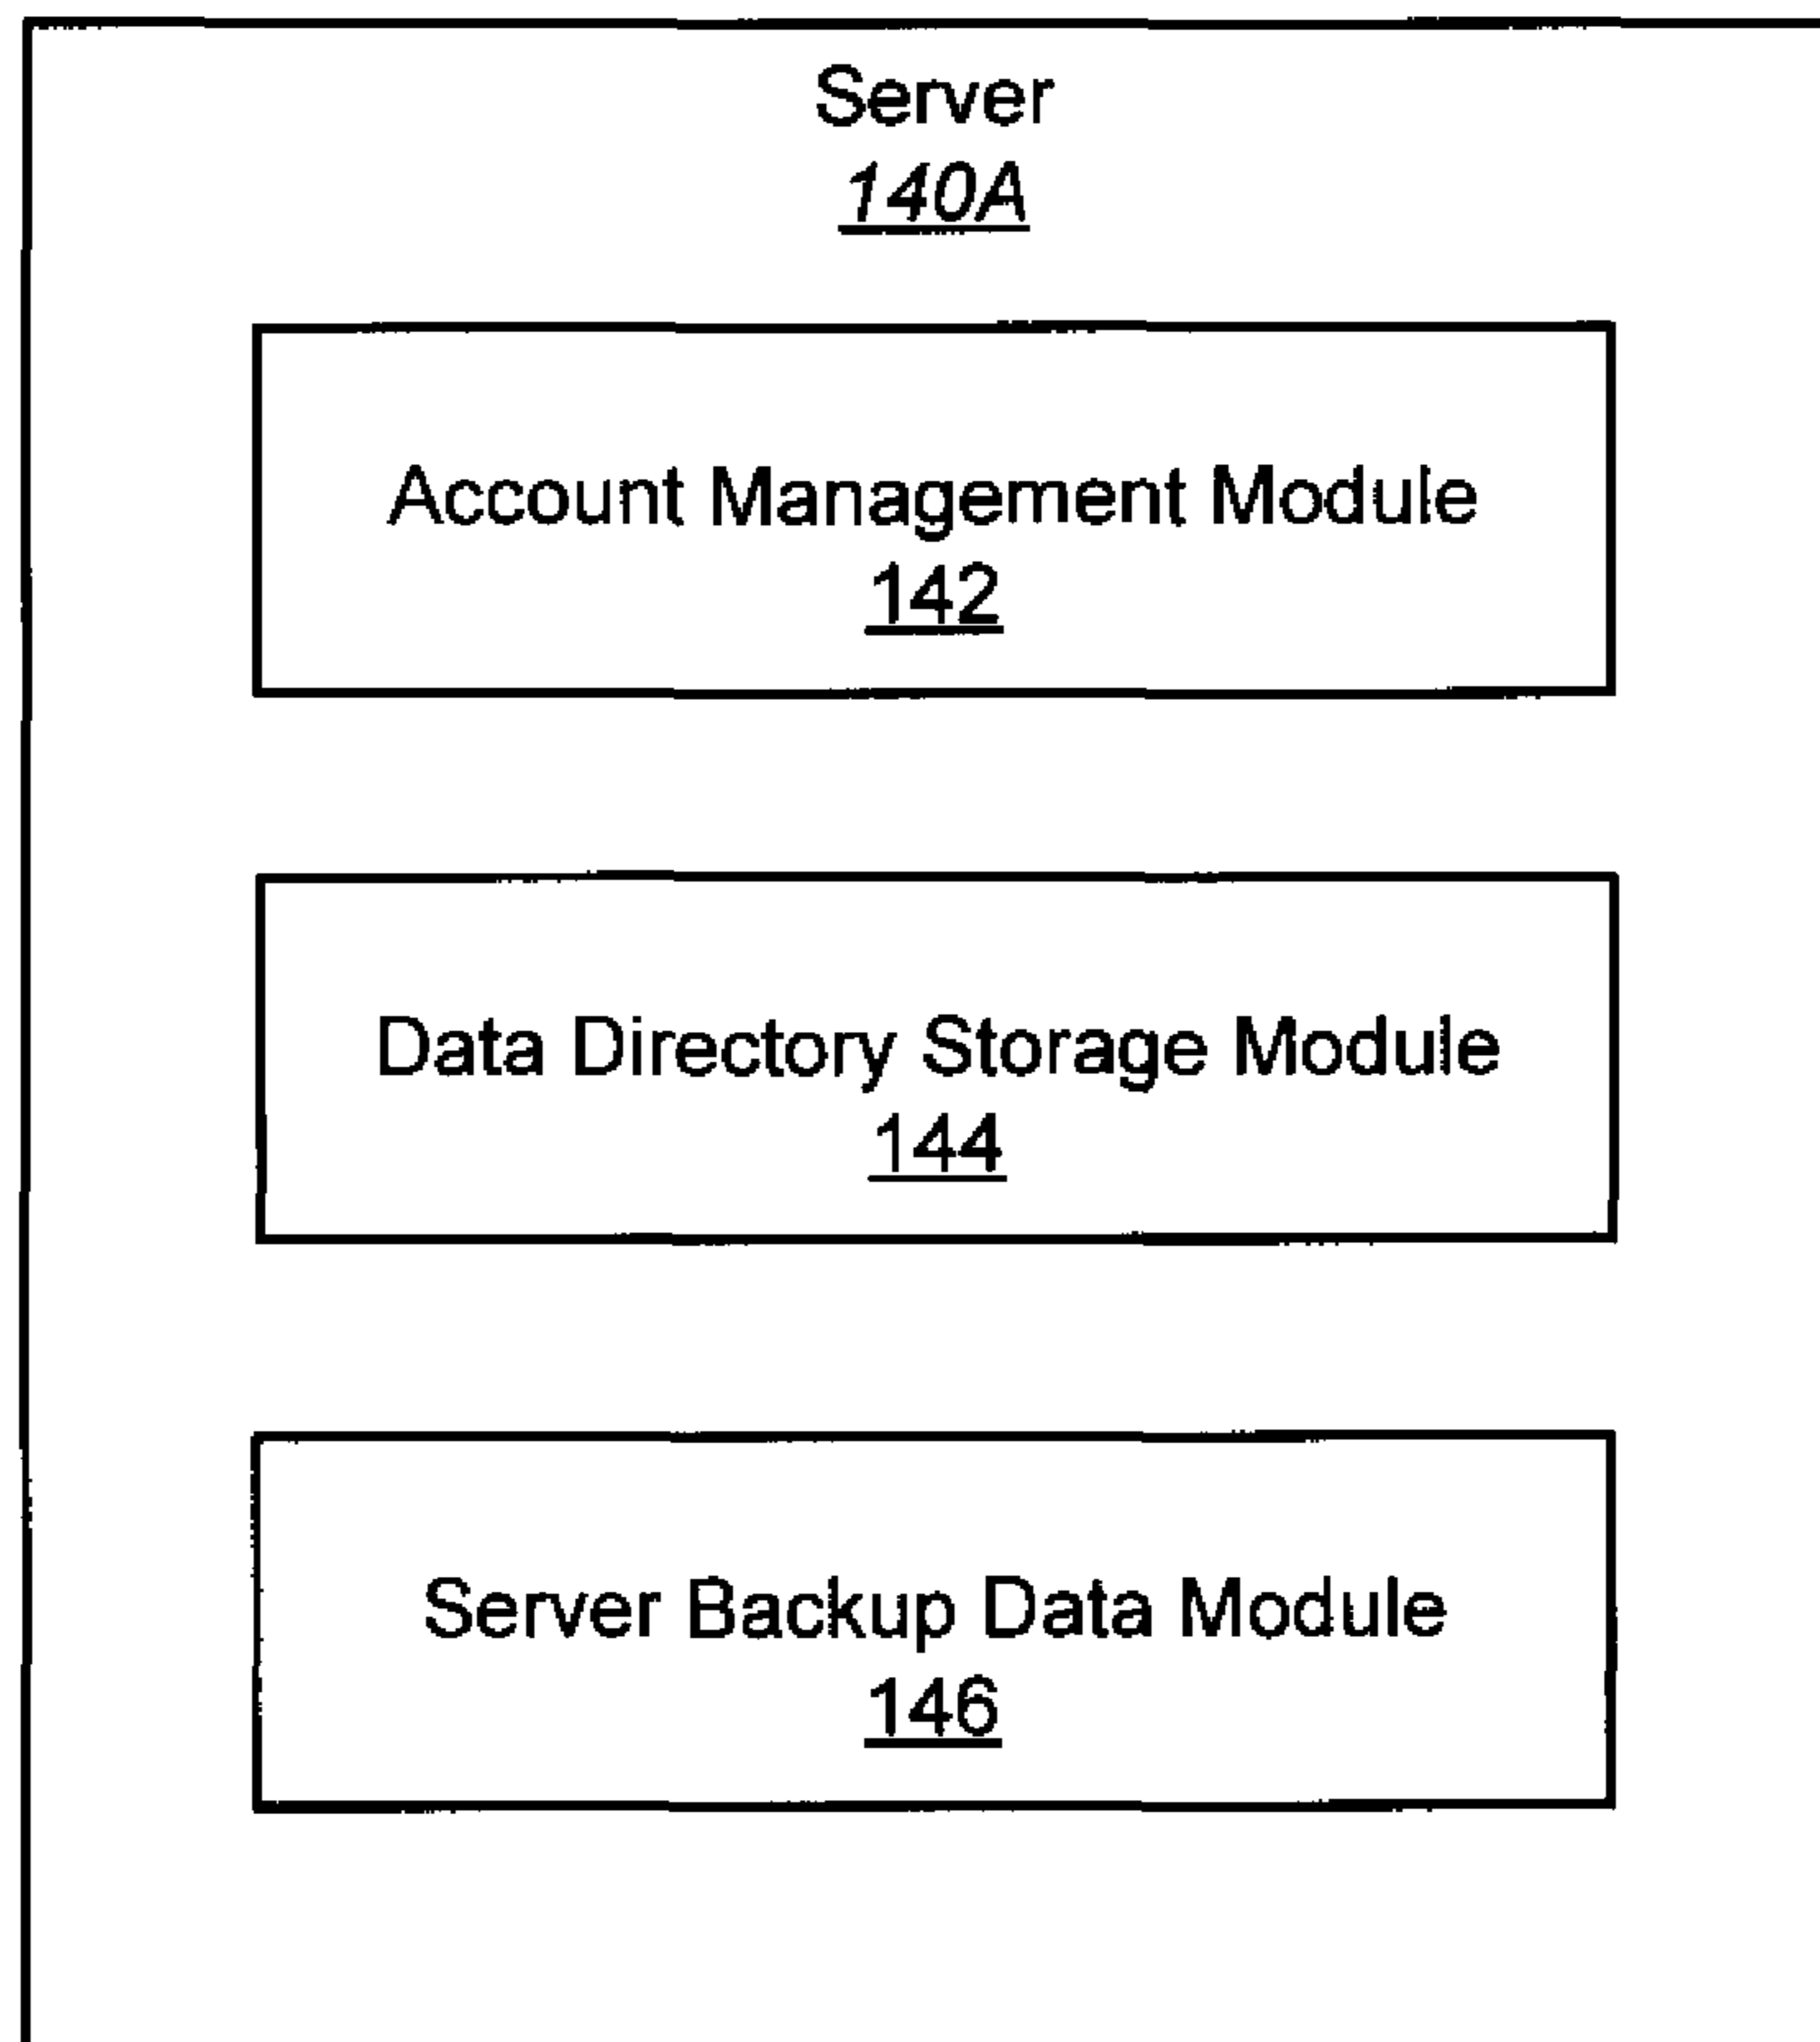 Server
140A
Account Management Module
142
Data Directory Storage Module
144
Server Backup Data Module
146